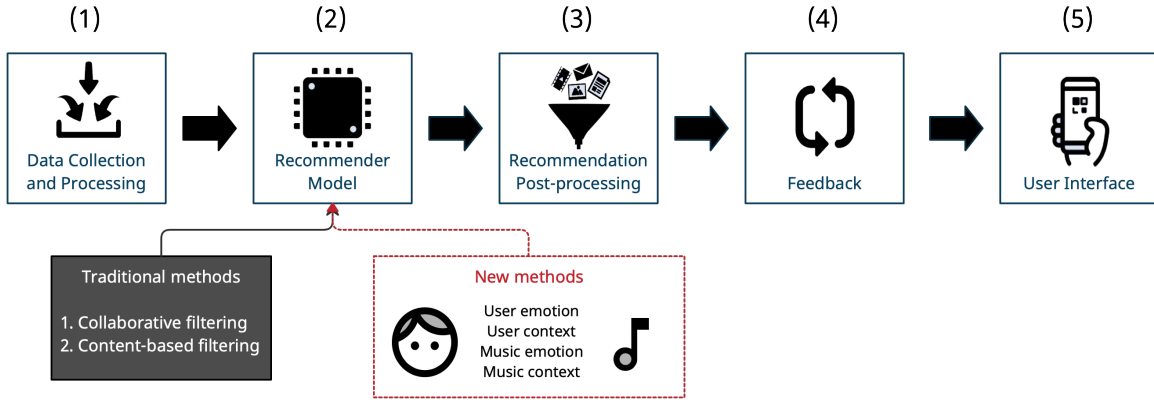 (1)
(2)
(3)
(4)
(5)
Data Collection
and Processing
Recommender
Model
Recommendation
Post-processing
Feedback
User Interface
Traditional methods
1. Collaborative filtering
2. Content-based filtering
New methods
User emotion
User context
Music emotion
Music context